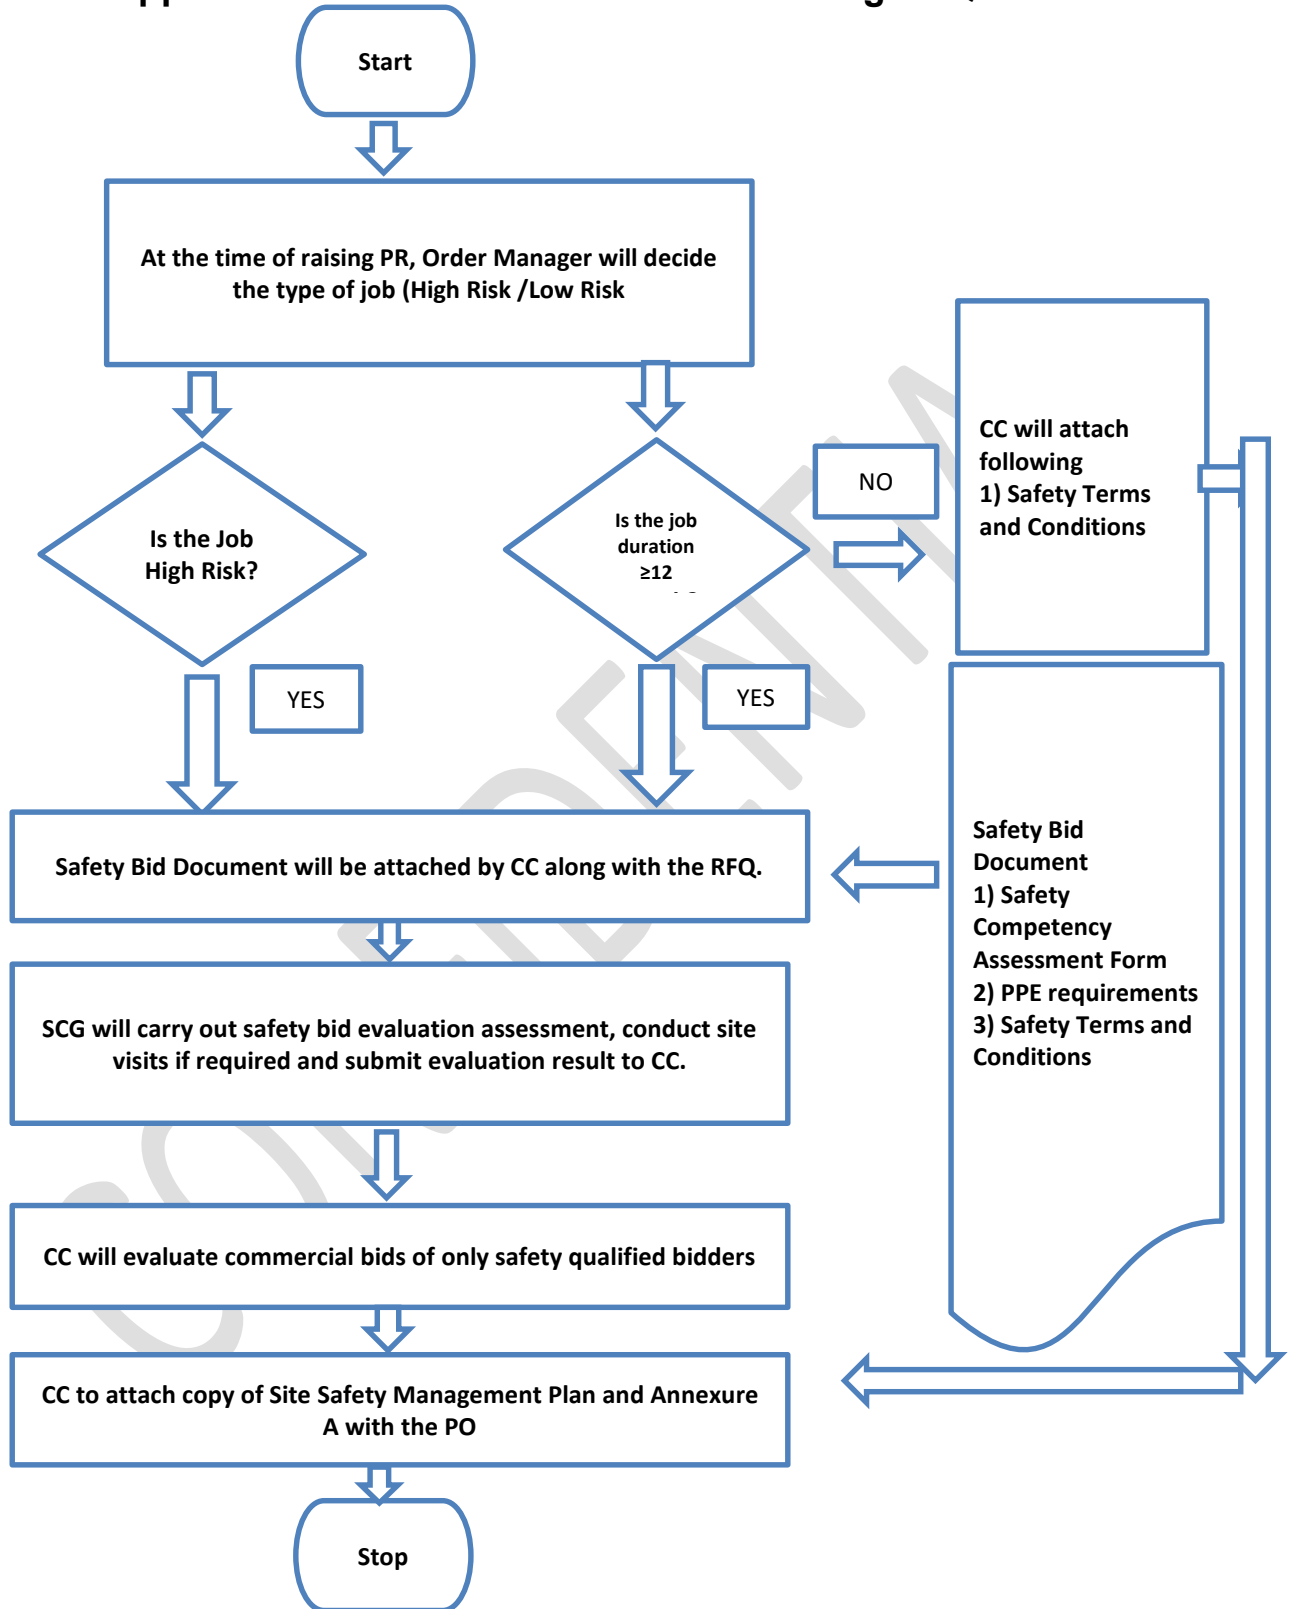 Start
At the time of raising PR, Order Manager will decide
the type of job (High Risk /Low Risk
CC will attach
following
1) Safety Terms
and Conditions
NO
Is the Job
High Risk?
Is the job
duration
≥12
YES
YES
Safety Bid Document will be attached by CC along with the RFQ.
Safety Bid
Document
1) Safety
Competency
Assessment Form
2) PPE requirements
3) Safety Terms and
Conditions
SCG will carry out safety bid evaluation assessment, conduct site
visits if required and submit evaluation result to CC.
CC will evaluate commercial bids of only safety qualified bidders
CC to attach copy of Site Safety Management Plan and Annexure
A with the PO
Stop